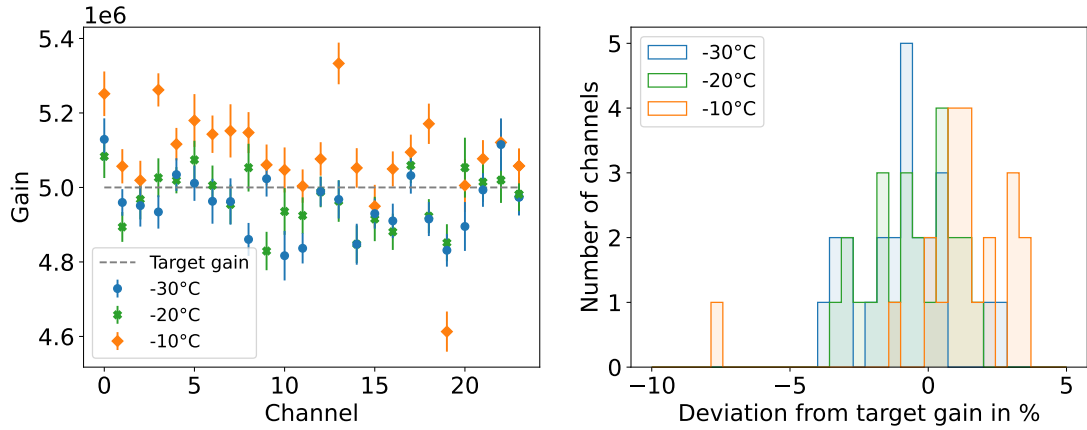 1e6
5.4
5.2
5.0
4.8
4.6
Gain
Target gain
-30°C
-20°C
-10°C
0 5 10 15 20
Channel
5
4
3
2
1
0
Number of channels
-30°C
-20°C
-10°C
−10 −5 0 5
Deviation from target gain in %